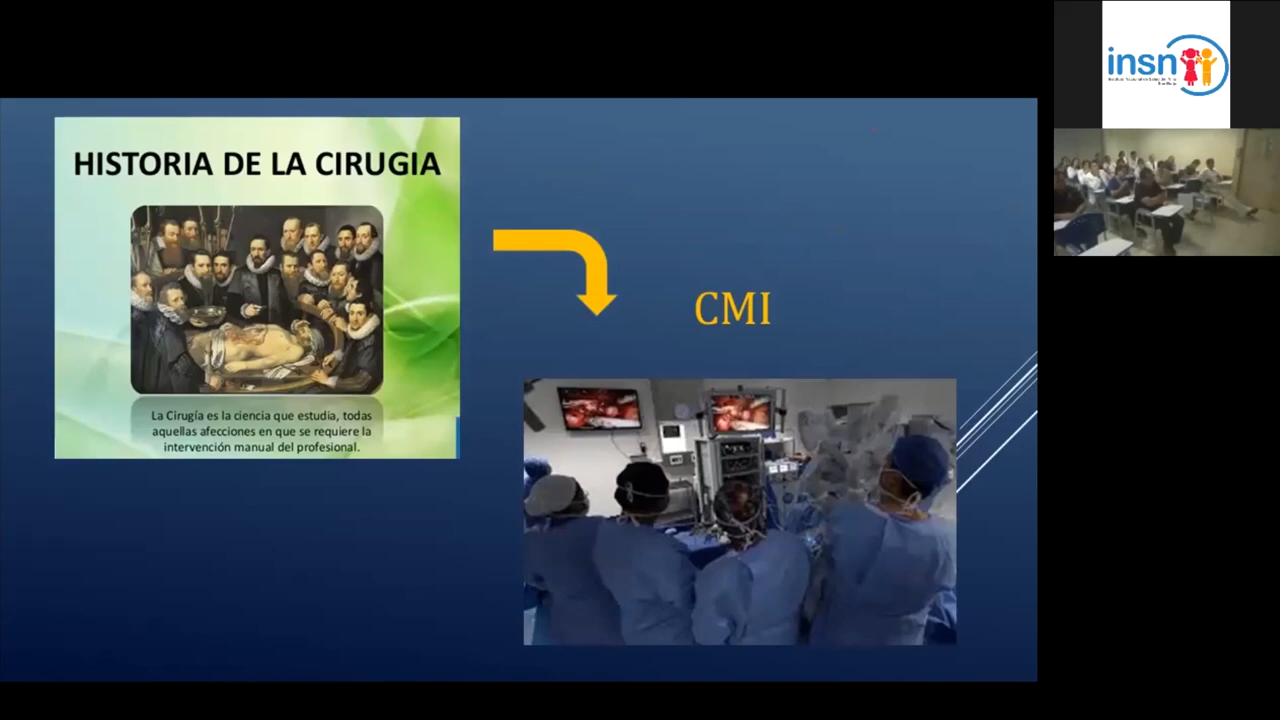 HISTORIA DE LA CIRUGIA
La Cirugía es la ciencia que estudia, todas
aquellas afecciones en que se requiere la
intervención manual del profesional.
CMI
insn